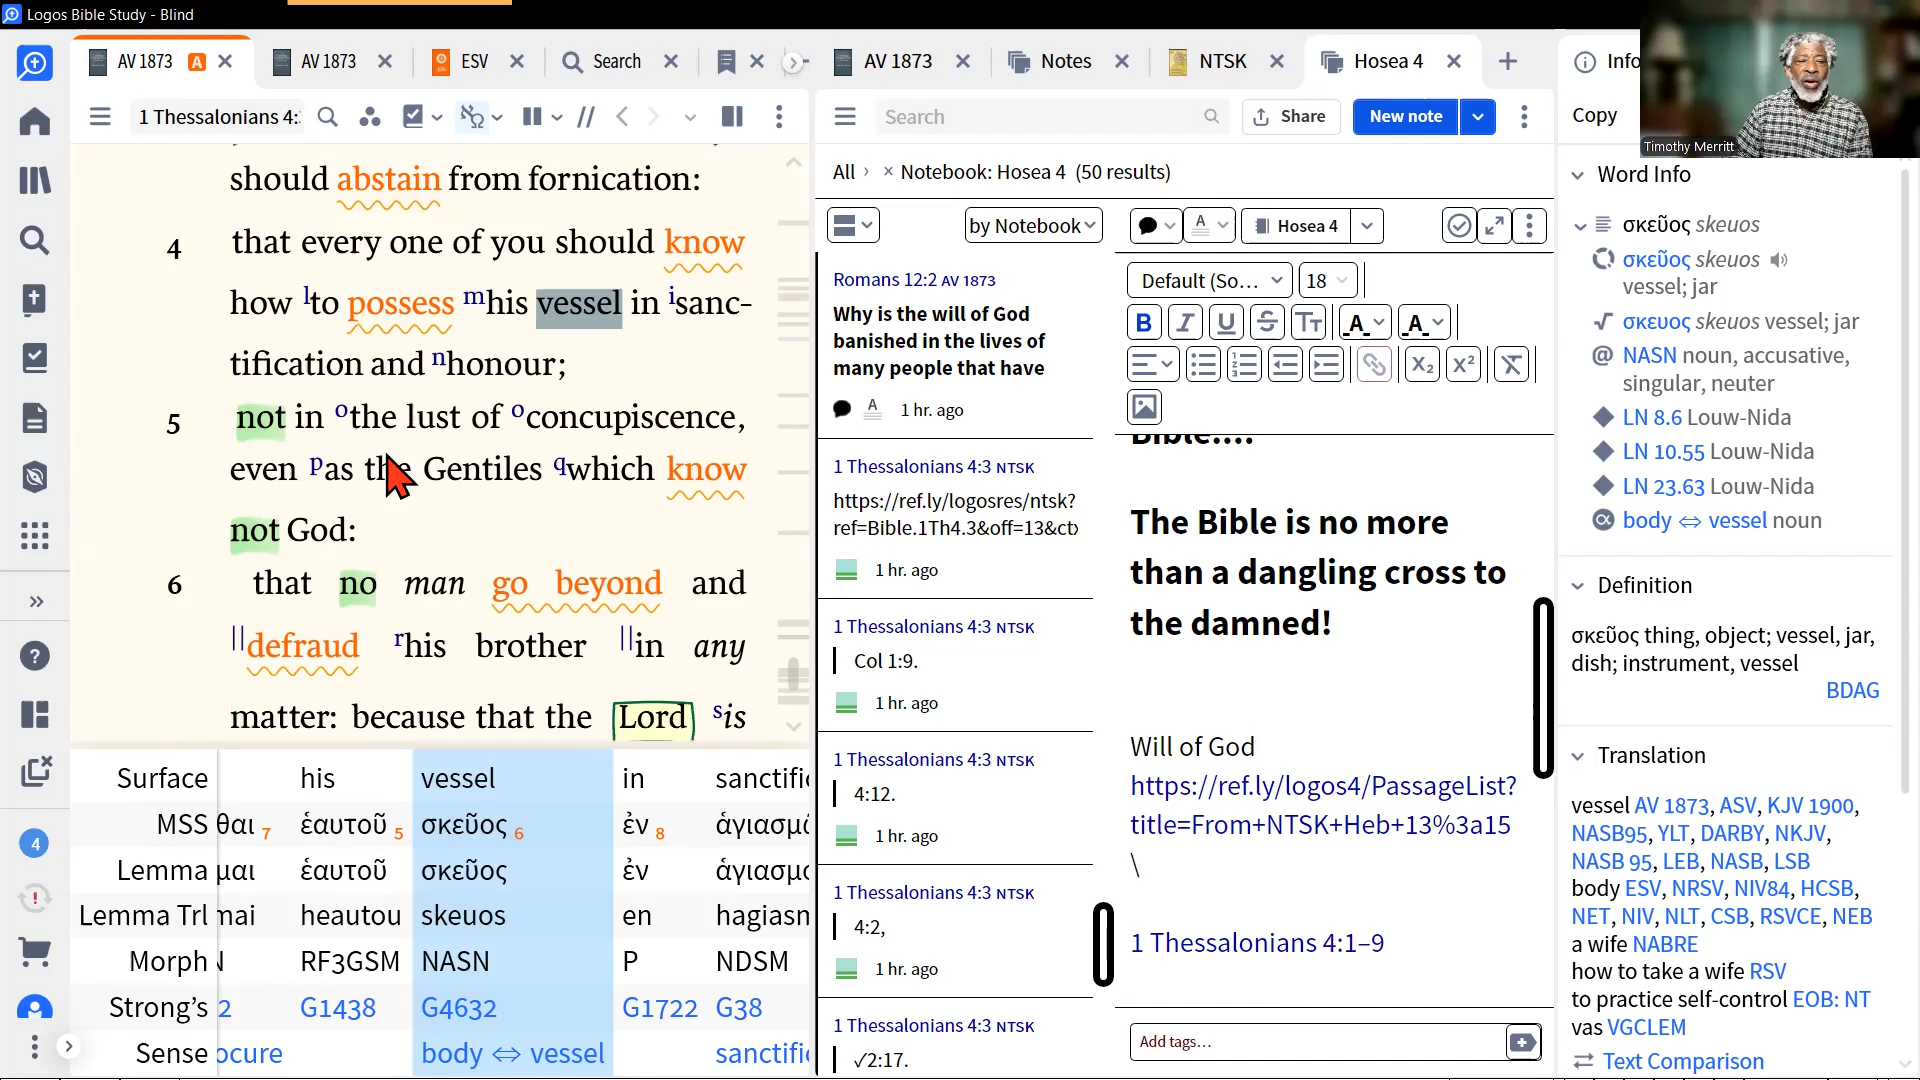 Logos Bible Study - Blind
AV 1873 A
AV 1873
ESV
Search
AV 1873
Notes
NTSK
Hosea 4
Info
1 Thessalonians 4:
Search
Share
New note
Copy
Timothy Merritt
should abstain from fornication:
4 that every one of you should know
how lto possess mhis vessel in isanc-
tification and nhonour;
5 not in othe lust of oconcupiscence,
even pas the Gentiles qwhich know
not God:
6 that no man go beyond and
||defraud rhis brother ||in any
matter: because that the Lord sis
Surface his vessel in sanctific
MSS θαι 7 ἑαυτοῦ 5 σκεῦος 6 ἐν 8 ἁγιασμ
Lemma μαι ἑαυτοῦ σκεῦος ἐν ἁγιασμ
Lemma Trl mai heautou skeuos en hagiasm
Morph RF3GSM NASN P NDSM
Strong's 2 G1438 G4632 G1722 G38
Sense ocure body ⇔ vessel sanctific
4
All › × Notebook: Hosea 4 (50 results)
by Notebook
Romans 12:2 AV 1873
Why is the will of God
banished in the lives of
many people that have
A 1 hr. ago
1 Thessalonians 4:3 NTSK
https://ref.ly/logosres/ntsk?
ref=Bible.1Th4.3&off=13&ctx
1 hr. ago
1 Thessalonians 4:3 NTSK
Col 1:9.
1 hr. ago
1 Thessalonians 4:3 NTSK
4:12.
1 hr. ago
1 Thessalonians 4:3 NTSK
4:2,
1 hr. ago
1 Thessalonians 4:3 NTSK
✓2:17.
A Hosea 4
Default (So... 18
B I U S TT A A
X₂ X²
Bible....
The Bible is no more
than a dangling cross to
the damned!
Will of God
https://ref.ly/logos4/PassageList?
title=From+NTSK+Heb+13%3a15
\
1 Thessalonians 4:1–9
Add tags...
Word Info
σκεῦος skeuos
σκεῦος skeuos
vessel; jar
σκευος skeuos vessel; jar
@ NASN noun, accusative,
singular, neuter
LN 8.6 Louw-Nida
LN 10.55 Louw-Nida
LN 23.63 Louw-Nida
body ⇔ vessel noun
Definition
σκεῦος thing, object; vessel, jar,
dish; instrument, vessel
BDAG
Translation
vessel AV 1873, ASV, KJV 1900,
NASB95, YLT, DARBY, NKJV,
NASB 95, LEB, NASB, LSB
body ESV, NRSV, NIV84, HCSB,
NET, NIV, NLT, CSB, RSVCE, NEB
a wife NABRE
how to take a wife RSV
to practice self-control EOB: NT
vas VGCLEM
Text Comparison